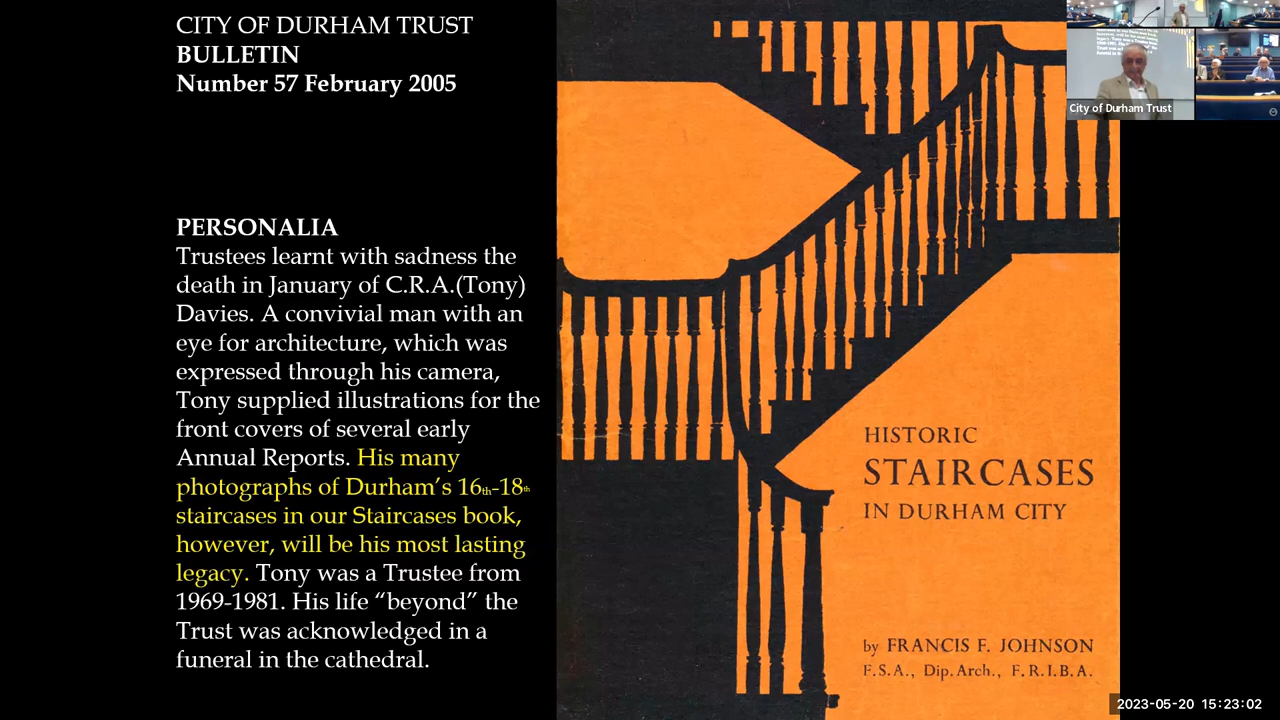 CITY OF DURHAM TRUST
BULLETIN
Number 57 February 2005
PERSONALIA
Trustees learnt with sadness the
death in January of C.R.A.(Tony)
Davies. A convivial man with an
eye for architecture, which was
expressed through his camera,
Tony supplied illustrations for the
front covers of several early
Annual Reports. His many
photographs of Durham’s 16th-18th
staircases in our Staircases book,
however, will be his most lasting
legacy. Tony was a Trustee from
1969-1981. His life “beyond” the
Trust was acknowledged in a
funeral in the cathedral.
HISTORIC
STAIRCASES
IN DURHAM CITY
by FRANCIS F. JOHNSON
F.S.A., Dip.Arch., F.R.I.B.A.
City of Durham Trust
2023-05-20 15:23:02